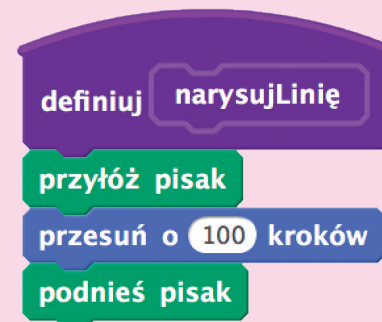 definiuj narysujLinię
przyłóż pisak
przesuń o 100 kroków
podnieś pisak